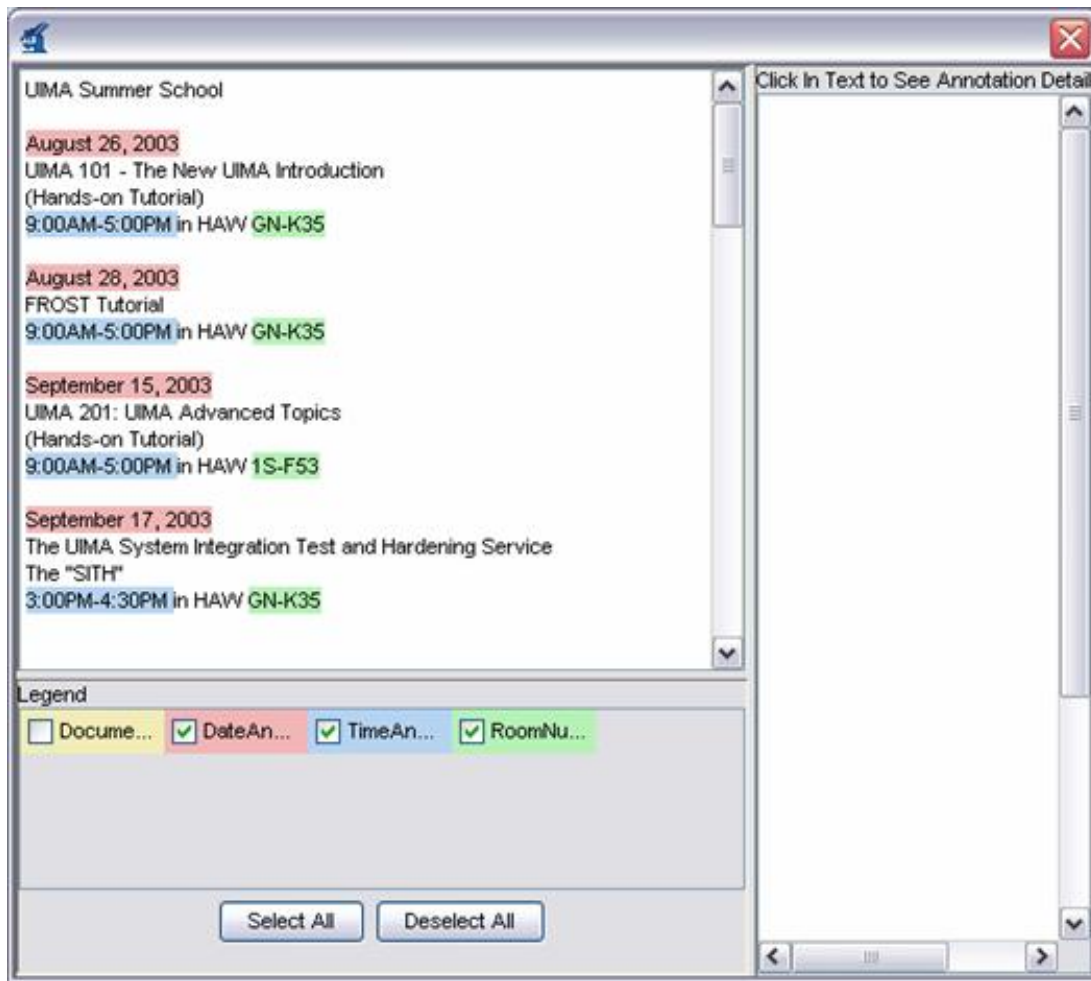 UIMA Summer School
August 26, 2003
UIMA 101 - The New UIMA Introduction
(Hands-on Tutorial)
9:00AM-5:00PM in HAW GN-K35
August 28, 2003
FROST Tutorial
9:00AM-5:00PM in HAW GN-K35
September 15, 2003
UIMA 201: UIMA Advanced Topics
(Hands-on Tutorial)
9:00AM-5:00PM in HAW 1S-F53
September 17, 2003
The UIMA System Integration Test and Hardening Service
The "SITH"
3:00PM-4:30PM in HAW GN-K35
Legend
Docume... DateAn... TimeAn... RoomNu...
Select All Deselect All
Click In Text to See Annotation Detail